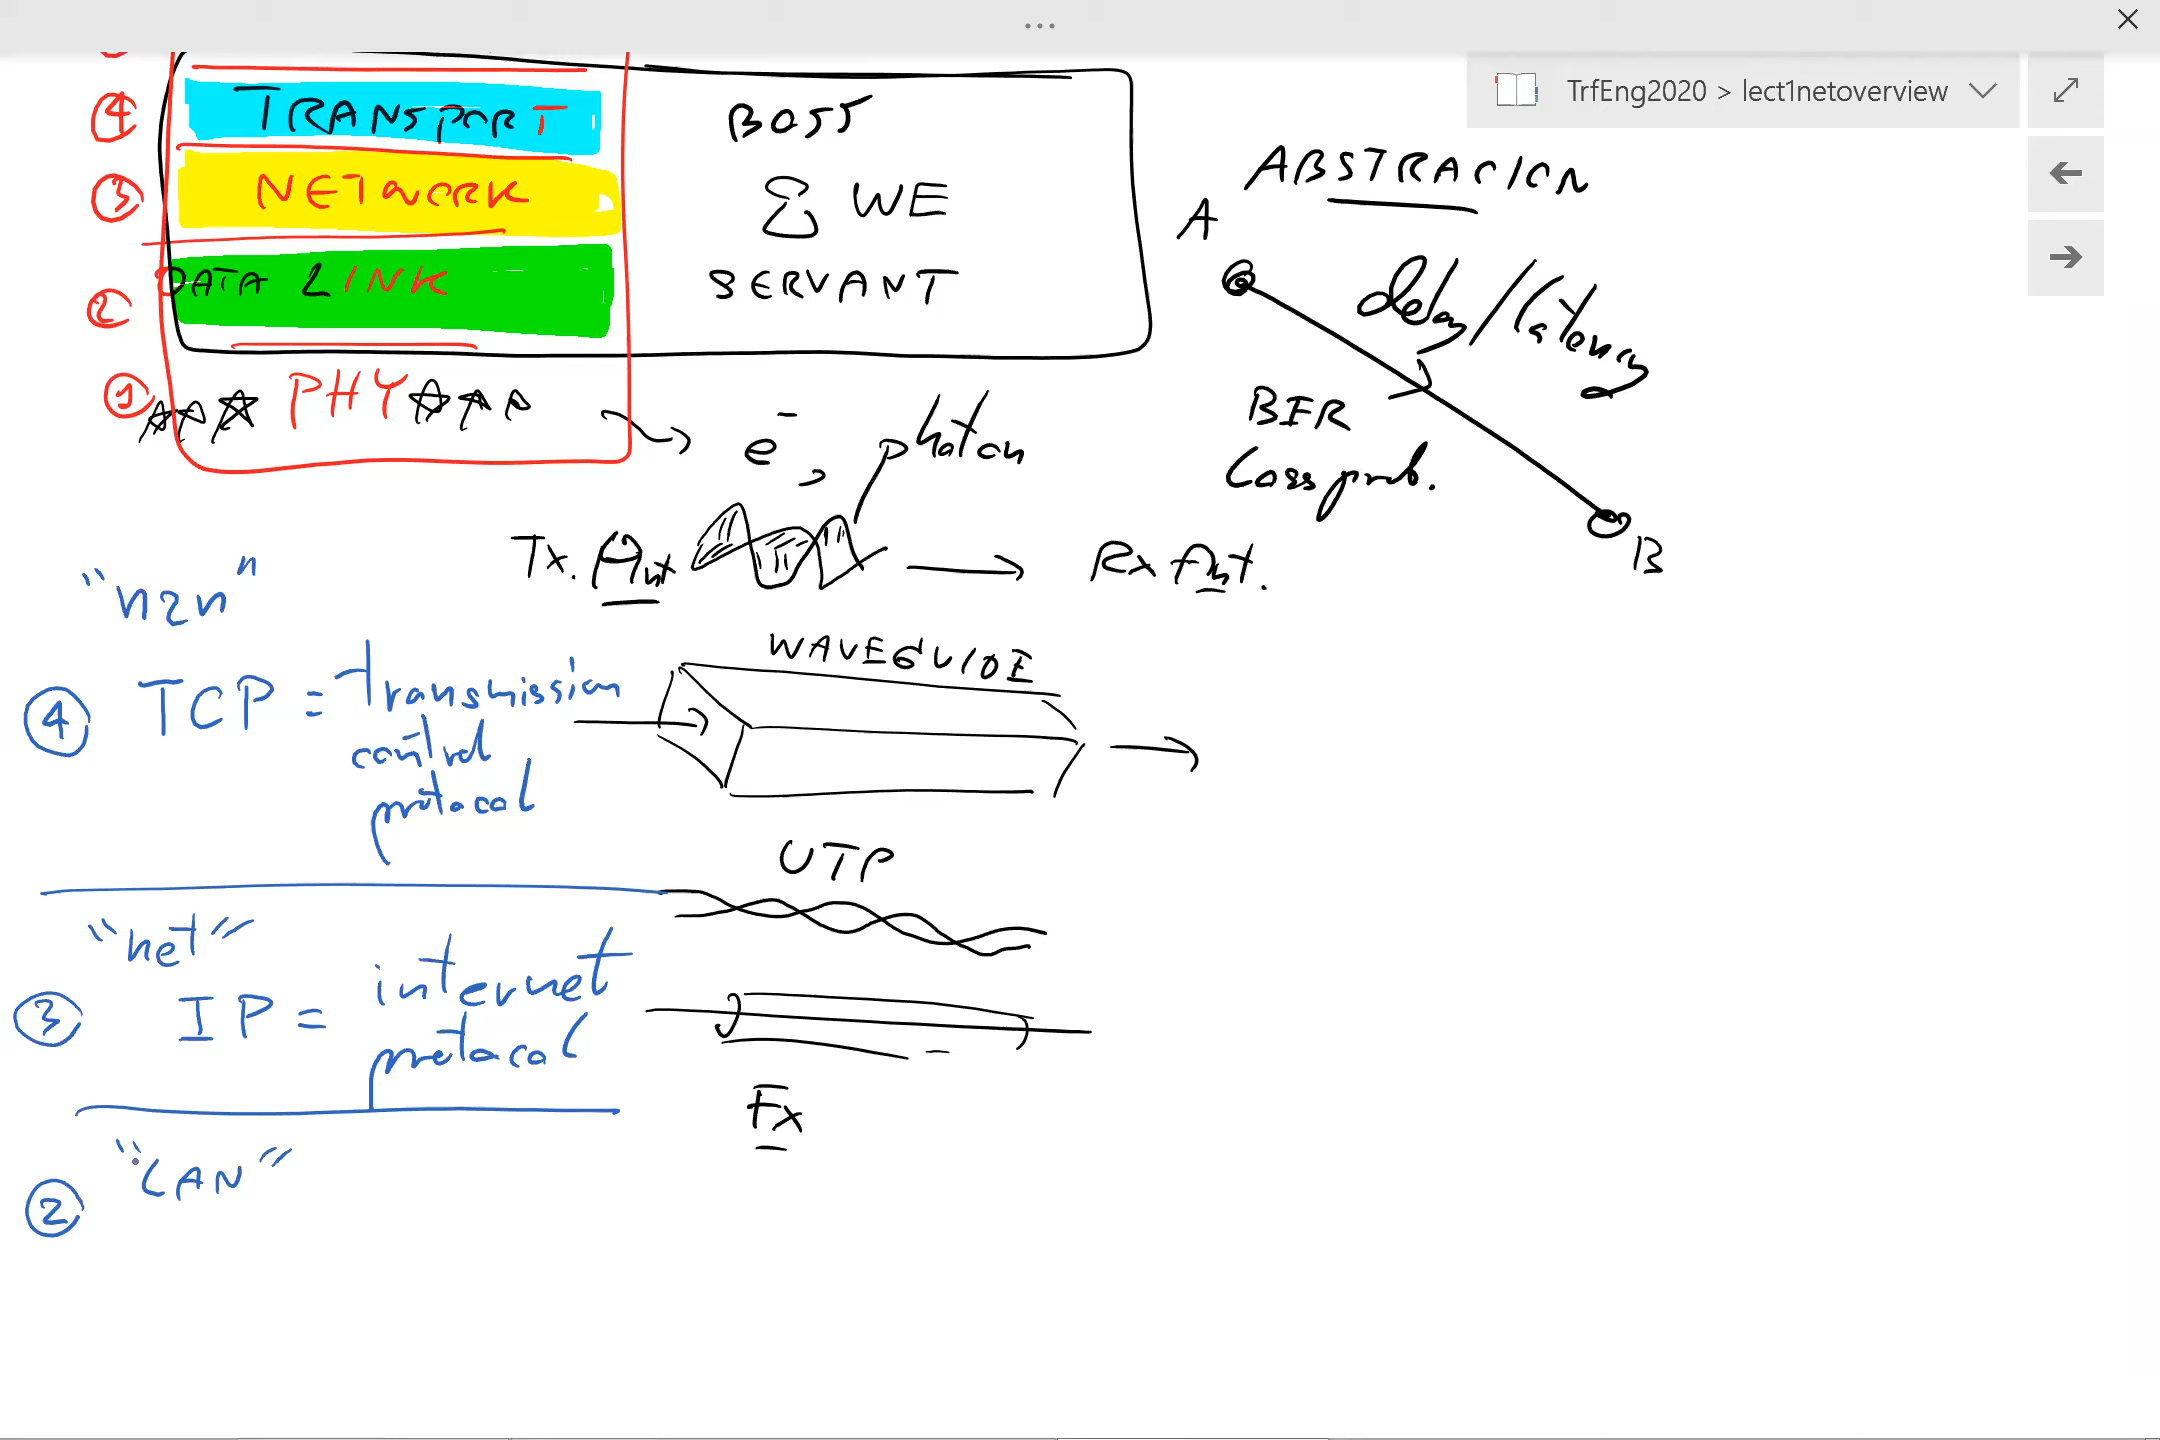 TrfEng2020 > lect1netoverview
④ TRANSPORT BOSS
③ NETWORK WE
② DATA LINK SERVANT
① PHY
e⁻, photon
Tx. Ant
Rx Ant.
WAVEGUIDE
UTP
Fx
ABSTRACION
A
delay/latency
BER
Loss prob.
B
"n2n"
④ TCP = transmission
control
protocol
"net"
③ IP = internet
protocol
"LAN"
②